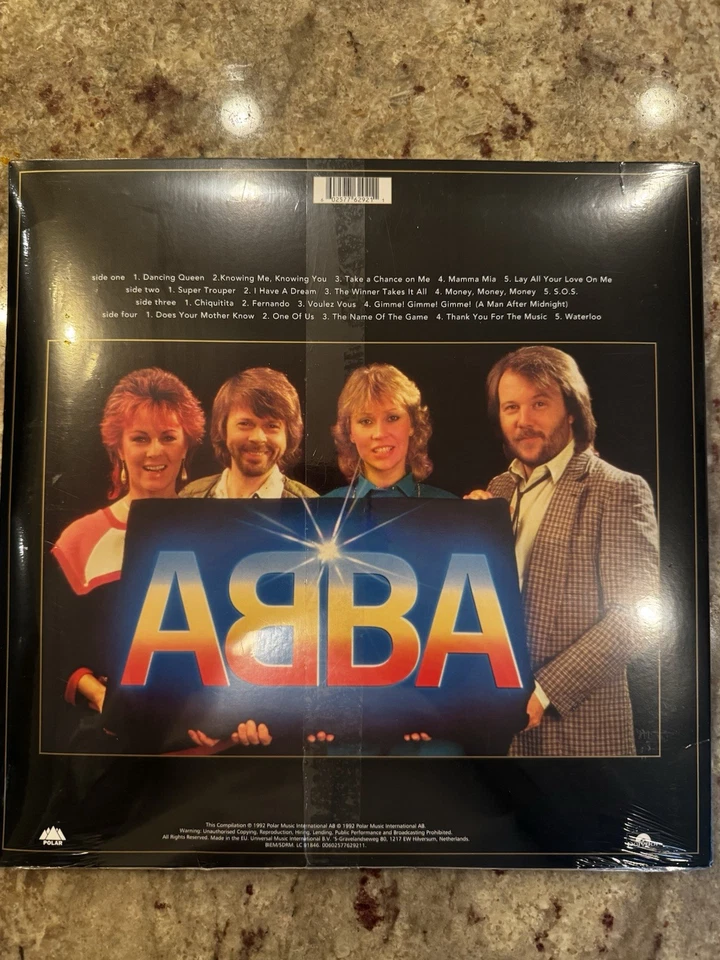 6 02577 62921 1
side one 1. Dancing Queen 2.Knowing Me, Knowing You 3. Take a Chance on Me 4. Mamma Mia 5. Lay All Your Love On Me
side two 1. Super Trouper 2. I Have A Dream 3. The Winner Takes It All 4. Money, Money, Money 5. S.O.S.
side three 1. Chiquitita 2. Fernando 3. Voulez Vous 4. Gimme! Gimme! Gimme! (A Man After Midnight)
side four 1. Does Your Mother Know 2. One Of Us 3. The Name Of The Game 4. Thank You For The Music 5. Waterloo
ABBA
This Compilation ℗ 1992 Polar Music International AB © 1992 Polar Music International AB.
Warning: Unauthorised Copying, Reproduction, Hiring, Lending, Public Performance and Broadcasting Prohibited.
All Rights Reserved. Made in the EU. Universal Music International B.V. 'S-Gravelandseweg 80, 1217 EW Hilversum, Netherlands.
BIEM/SDRM. LC 01846. 00602577629211.
POLAR